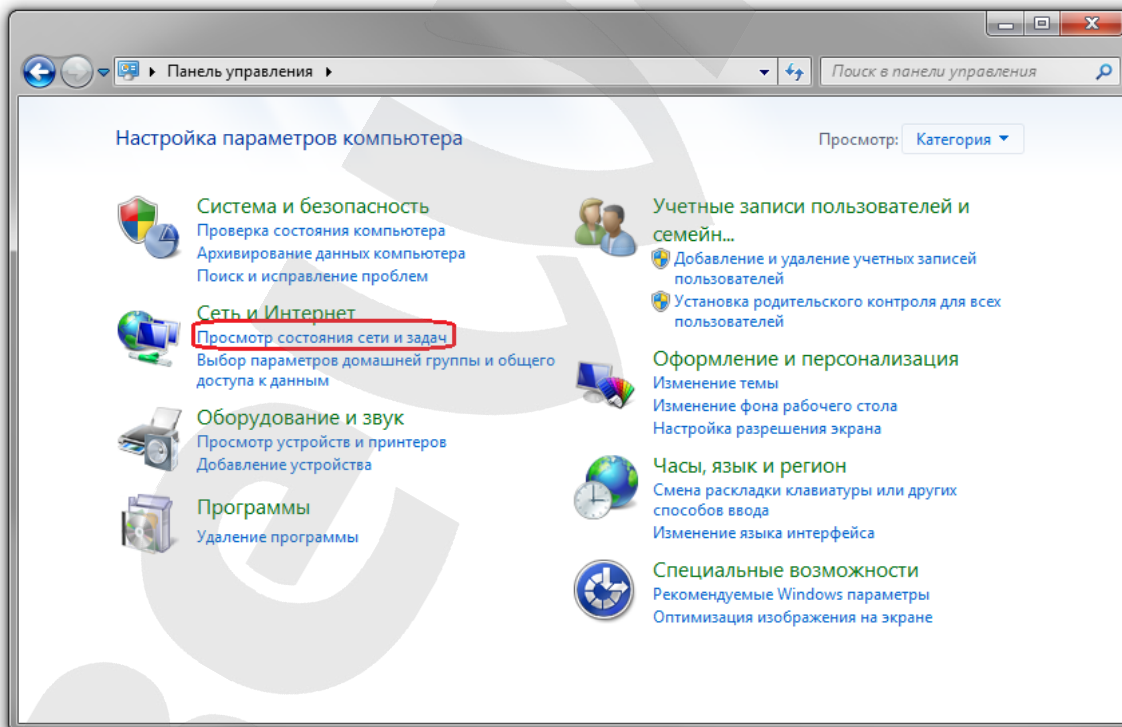 Панель управления
Поиск в панели управления
Настройка параметров компьютера
Просмотр: Категория
Система и безопасность
Проверка состояния компьютера
Архивирование данных компьютера
Поиск и исправление проблем
Сеть и Интернет
Просмотр состояния сети и задач
Выбор параметров домашней группы и общего
доступа к данным
Оборудование и звук
Просмотр устройств и принтеров
Добавление устройства
Программы
Удаление программы
Учетные записи пользователей и
семейн...
Добавление и удаление учетных записей
пользователей
Установка родительского контроля для всех
пользователей
Оформление и персонализация
Изменение темы
Изменение фона рабочего стола
Настройка разрешения экрана
Часы, язык и регион
Смена раскладки клавиатуры или других
способов ввода
Изменение языка интерфейса
Специальные возможности
Рекомендуемые Windows параметры
Оптимизация изображения на экране